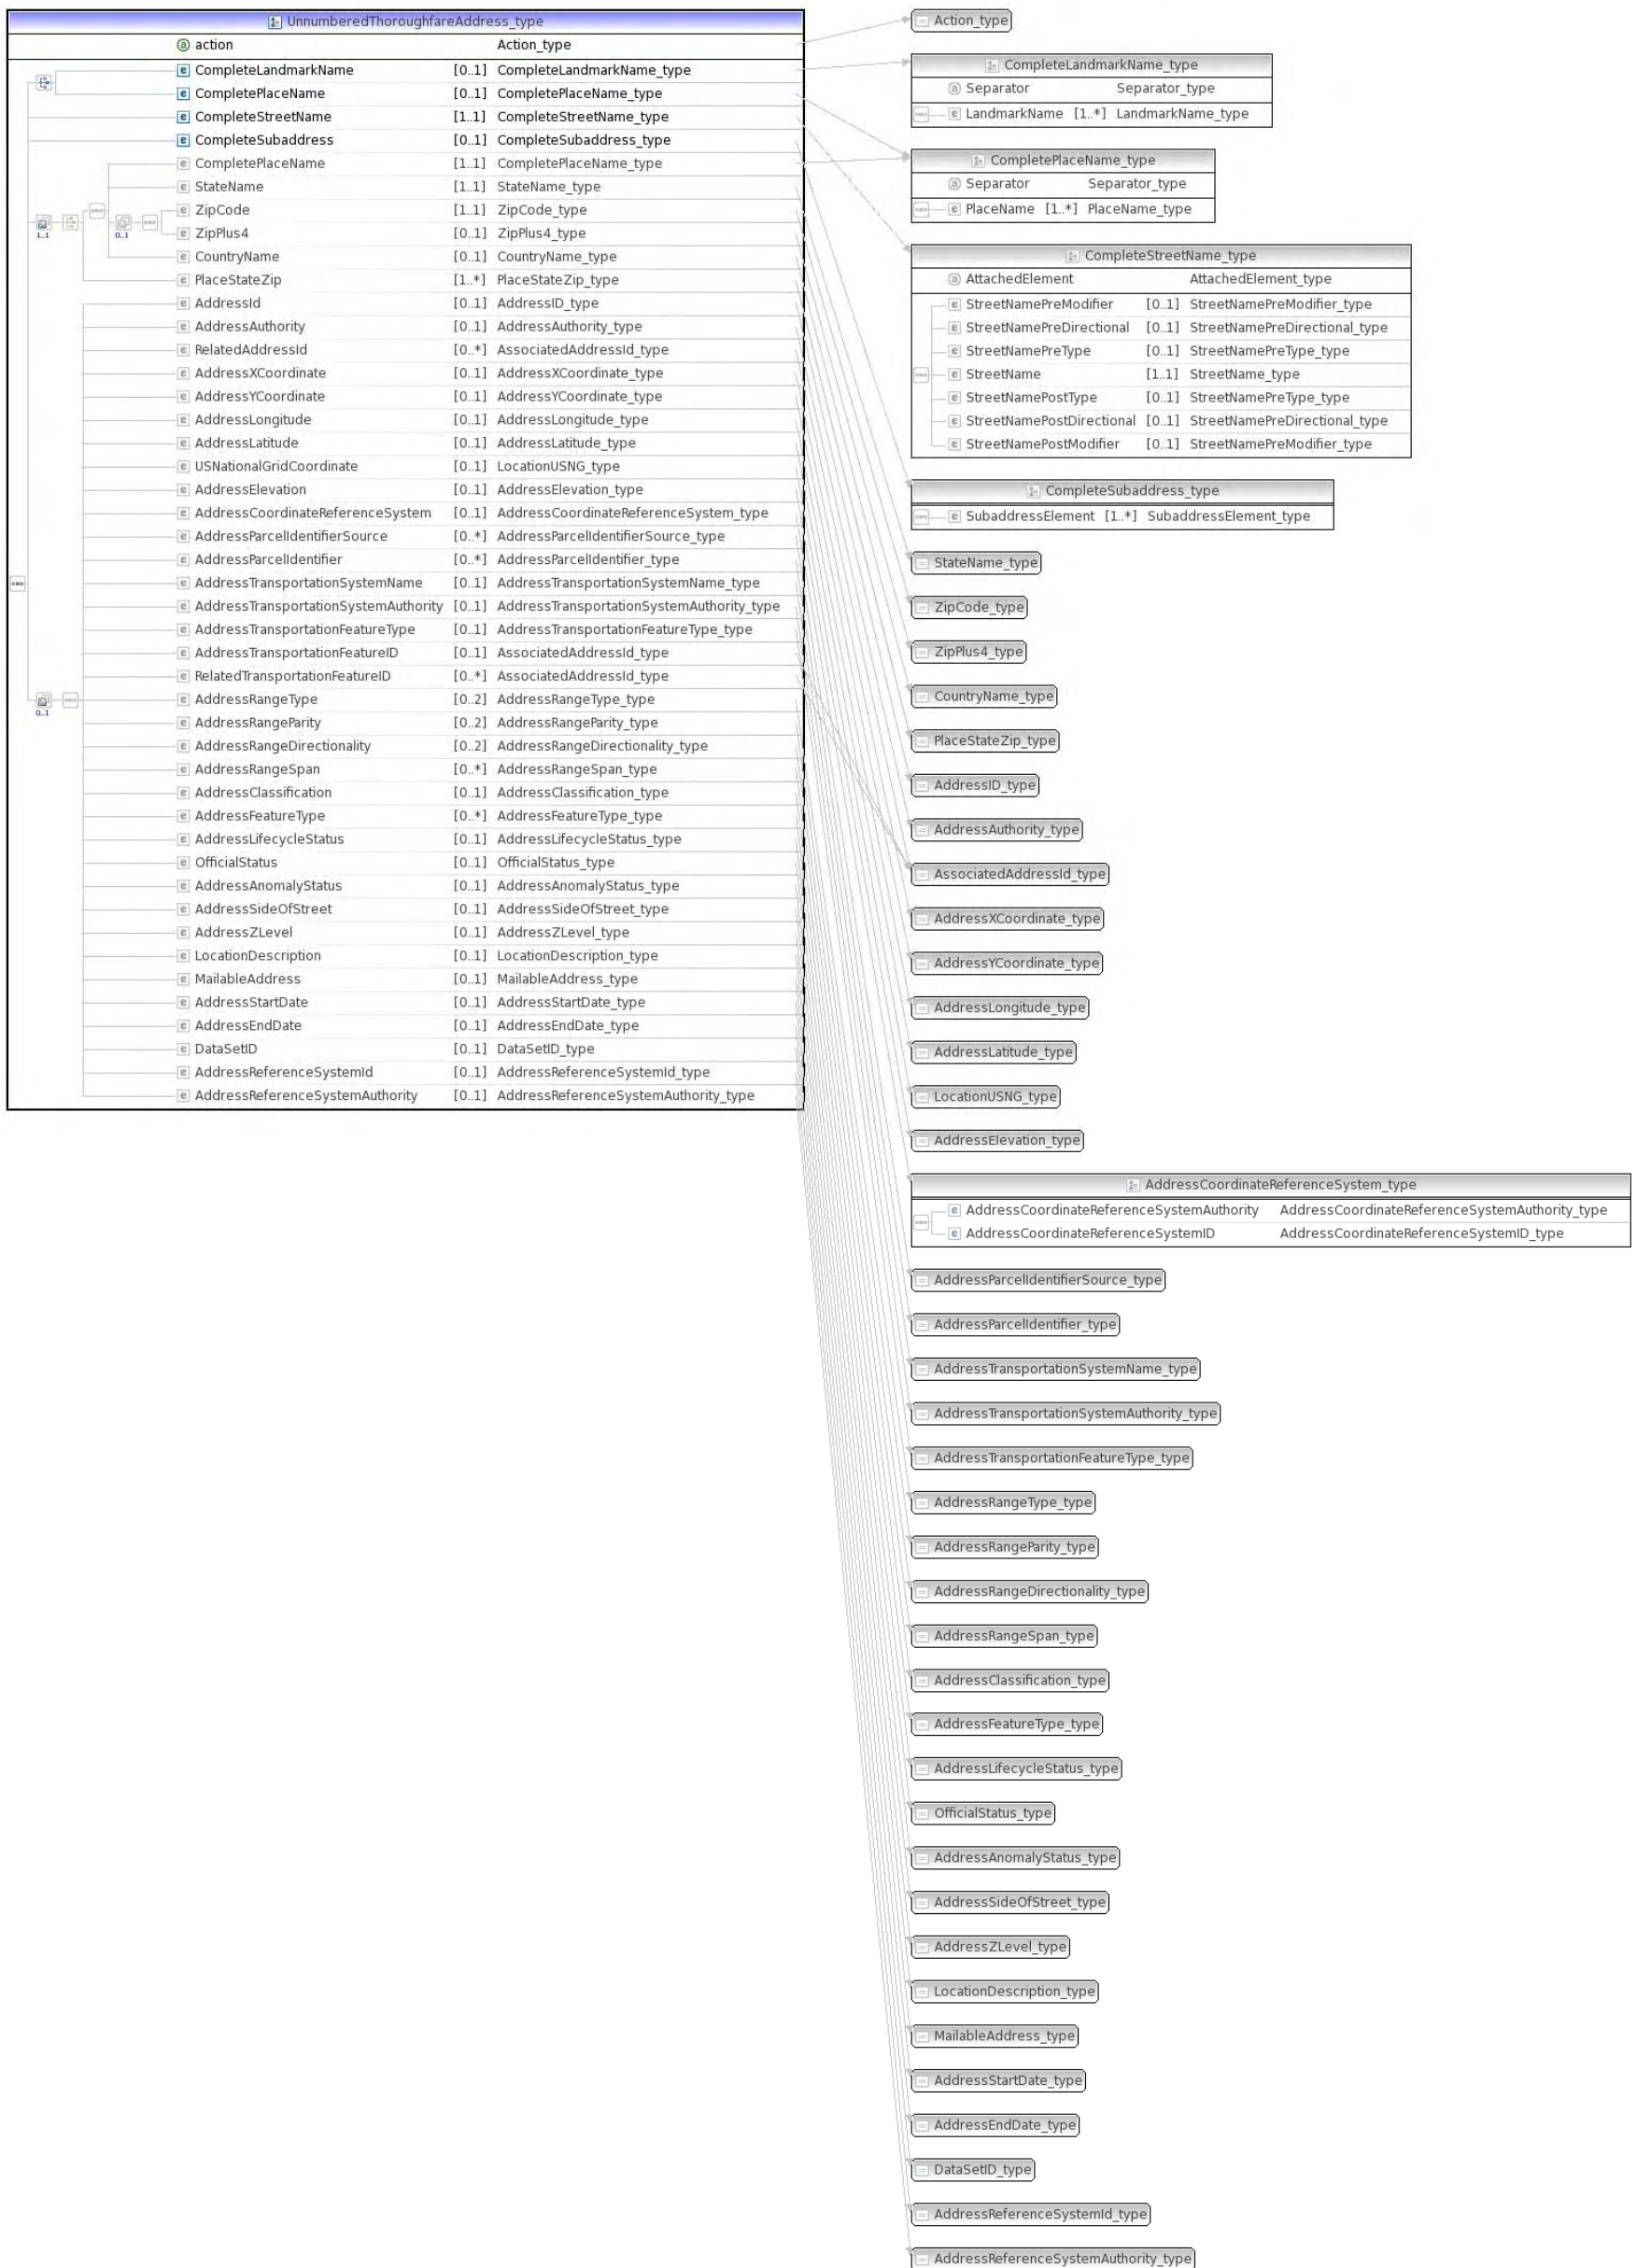 UnnumberedThoroughfareAddress_type
action Action_type
CompleteLandmarkName [0..1] CompleteLandmarkName_type
CompletePlaceName [0..1] CompletePlaceName_type
CompleteStreetName [1..1] CompleteStreetName_type
CompleteSubaddress [0..1] CompleteSubaddress_type
CompletePlaceName [1..1] CompletePlaceName_type
StateName [1..1] StateName_type
ZipCode [1..1] ZipCode_type
1..1 0..1 ZipPlus4 [0..1] ZipPlus4_type
CountryName [0..1] CountryName_type
PlaceStateZip [1..*] PlaceStateZip_type
AddressId [0..1] AddressID_type
AddressAuthority [0..1] AddressAuthority_type
RelatedAddressId [0..*] AssociatedAddressId_type
AddressXCoordinate [0..1] AddressXCoordinate_type
AddressYCoordinate [0..1] AddressYCoordinate_type
AddressLongitude [0..1] AddressLongitude_type
AddressLatitude [0..1] AddressLatitude_type
USNationalGridCoordinate [0..1] LocationUSNG_type
AddressElevation [0..1] AddressElevation_type
AddressCoordinateReferenceSystem [0..1] AddressCoordinateReferenceSystem_type
AddressParcelIdentifierSource [0..*] AddressParcelIdentifierSource_type
AddressParcelIdentifier [0..*] AddressParcelIdentifier_type
AddressTransportationSystemName [0..1] AddressTransportationSystemName_type
AddressTransportationSystemAuthority [0..1] AddressTransportationSystemAuthority_type
AddressTransportationFeatureType [0..1] AddressTransportationFeatureType_type
AddressTransportationFeatureID [0..1] AssociatedAddressId_type
RelatedTransportationFeatureID [0..*] AssociatedAddressId_type
AddressRangeType [0..2] AddressRangeType_type
0..1
AddressRangeParity [0..2] AddressRangeParity_type
AddressRangeDirectionality [0..2] AddressRangeDirectionality_type
AddressRangeSpan [0..*] AddressRangeSpan_type
AddressClassification [0..1] AddressClassification_type
AddressFeatureType [0..*] AddressFeatureType_type
AddressLifecycleStatus [0..1] AddressLifecycleStatus_type
OfficialStatus [0..1] OfficialStatus_type
AddressAnomalyStatus [0..1] AddressAnomalyStatus_type
AddressSideOfStreet [0..1] AddressSideOfStreet_type
AddressZLevel [0..1] AddressZLevel_type
LocationDescription [0..1] LocationDescription_type
MailableAddress [0..1] MailableAddress_type
AddressStartDate [0..1] AddressStartDate_type
AddressEndDate [0..1] AddressEndDate_type
DataSetID [0..1] DataSetID_type
AddressReferenceSystemId [0..1] AddressReferenceSystemId_type
AddressReferenceSystemAuthority [0..1] AddressReferenceSystemAuthority_type
Action_type
CompleteLandmarkName_type
Separator Separator_type
LandmarkName [1..*] LandmarkName_type
CompletePlaceName_type
Separator Separator_type
PlaceName [1..*] PlaceName_type
CompleteStreetName_type
AttachedElement AttachedElement_type
StreetNamePreModifier [0..1] StreetNamePreModifier_type
StreetNamePreDirectional [0..1] StreetNamePreDirectional_type
StreetNamePreType [0..1] StreetNamePreType_type
StreetName [1..1] StreetName_type
StreetNamePostType [0..1] StreetNamePreType_type
StreetNamePostDirectional [0..1] StreetNamePreDirectional_type
StreetNamePostModifier [0..1] StreetNamePreModifier_type
CompleteSubaddress_type
SubaddressElement [1..*] SubaddressElement_type
StateName_type
ZipCode_type
ZipPlus4_type
CountryName_type
PlaceStateZip_type
AddressID_type
AddressAuthority_type
AssociatedAddressId_type
AddressXCoordinate_type
AddressYCoordinate_type
AddressLongitude_type
AddressLatitude_type
LocationUSNG_type
AddressElevation_type
AddressCoordinateReferenceSystem_type
AddressCoordinateReferenceSystemAuthority AddressCoordinateReferenceSystemAuthority_type
AddressCoordinateReferenceSystemID AddressCoordinateReferenceSystemID_type
AddressParcelIdentifierSource_type
AddressParcelIdentifier_type
AddressTransportationSystemName_type
AddressTransportationSystemAuthority_type
AddressTransportationFeatureType_type
AddressRangeType_type
AddressRangeParity_type
AddressRangeDirectionality_type
AddressRangeSpan_type
AddressClassification_type
AddressFeatureType_type
AddressLifecycleStatus_type
OfficialStatus_type
AddressAnomalyStatus_type
AddressSideOfStreet_type
AddressZLevel_type
LocationDescription_type
MailableAddress_type
AddressStartDate_type
AddressEndDate_type
DataSetID_type
AddressReferenceSystemId_type
AddressReferenceSystemAuthority_type